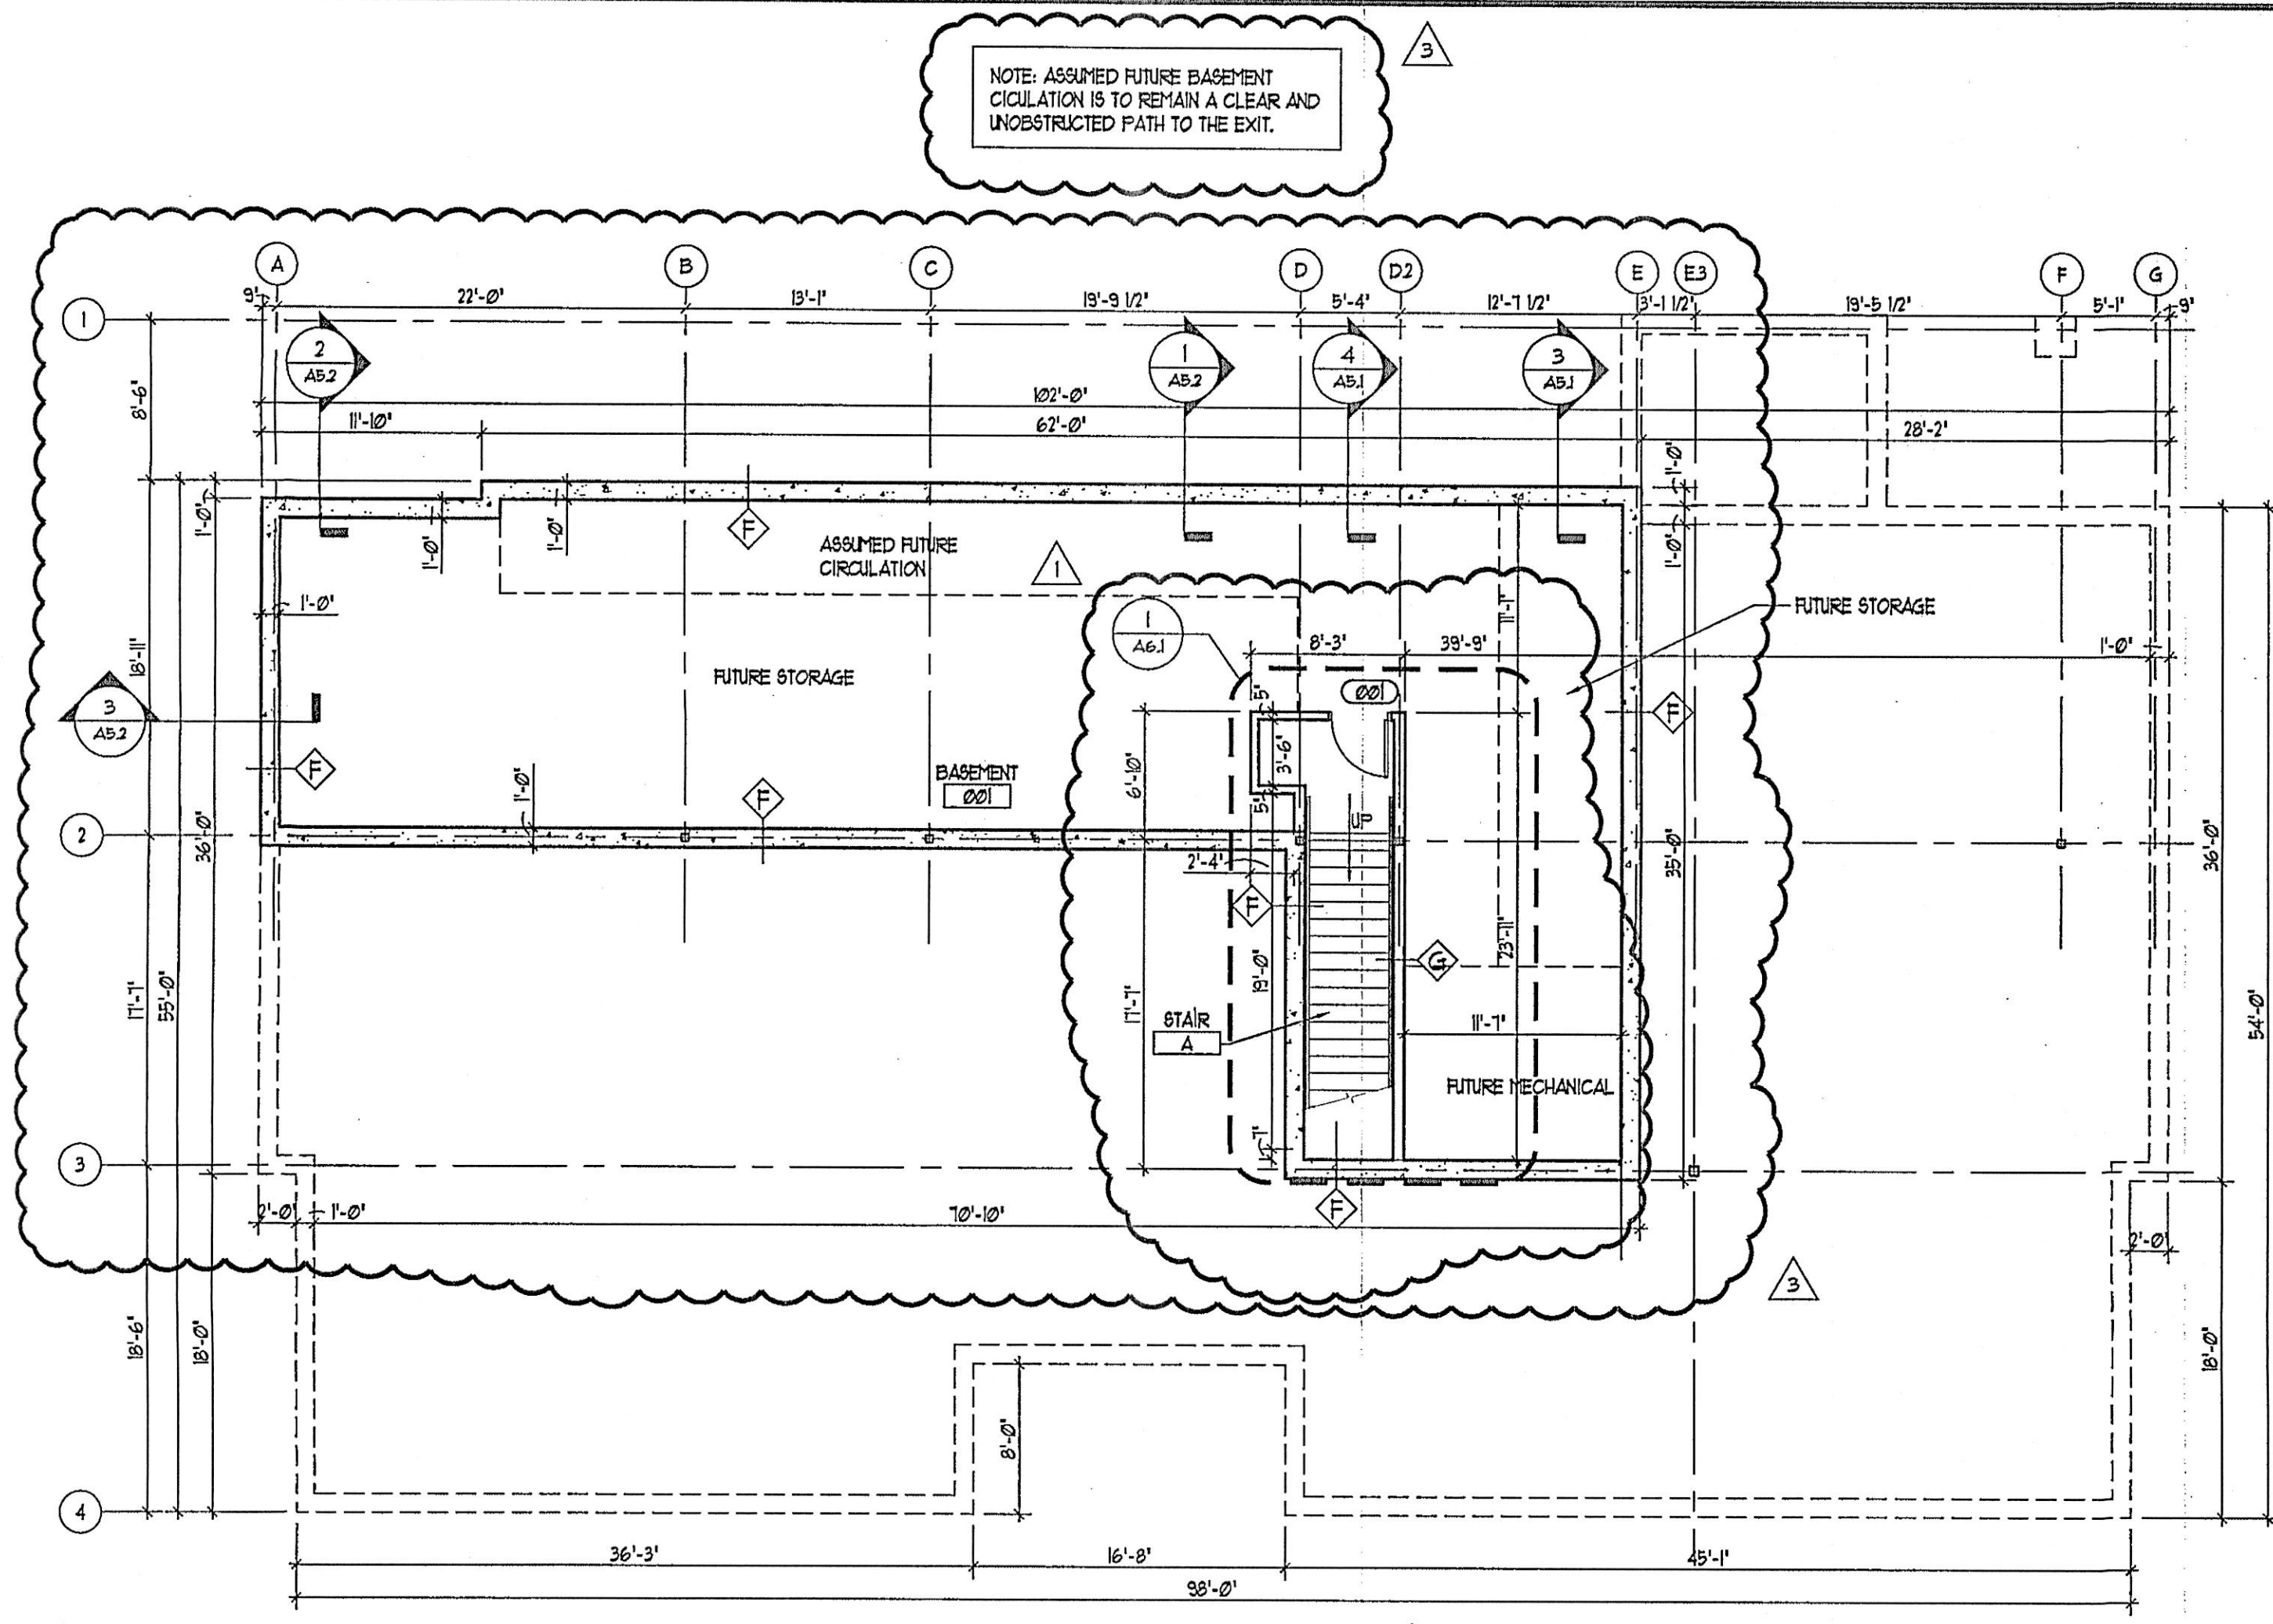 3
NOTE: ASSUMED FUTURE BASEMENT
CICULATION IS TO REMAIN A CLEAR AND
UNOBSTRUCTED PATH TO THE EXIT.
A
B
C
D
D2
E
E3
F
G
9"
22'-0"
13'-1"
19'-9 1/2"
5'-4"
12'-7 1/2"
3'-1 1/2"
19'-5 1/2"
5'-1"
9"
1
2
A5.2
1
A5.2
4
A5.1
3
A5.1
8'-6"
102'-0"
11'-10"
62'-0"
28'-2"
1'-0"
1'-0"
1'-0"
1'-0"
1'-0"
F
ASSUMED FUTURE
CIRCULATION
1
1'-0"
1
A6.1
11'-1"
FUTURE STORAGE
8'-3"
39'-9"
1'-0"
18'-11"
FUTURE STORAGE
001
5"
3
A5.2
F
F
3'-6"
6'-10"
F
1'-0"
BASEMENT
001
5"
UP
2
36'-0"
2'-4"
35'-0"
36'-0"
F
G
23'-11"
19'-0"
17'-7"
55'-0"
17'-7"
STAIR
A
11'-7"
54'-0"
FUTURE MECHANICAL
7"
3
F
2'-0"
1'-0"
70'-10"
2'-0"
3
18'-6"
18'-0"
18'-0"
8'-0"
4
36'-3"
16'-8"
45'-1"
98'-0"